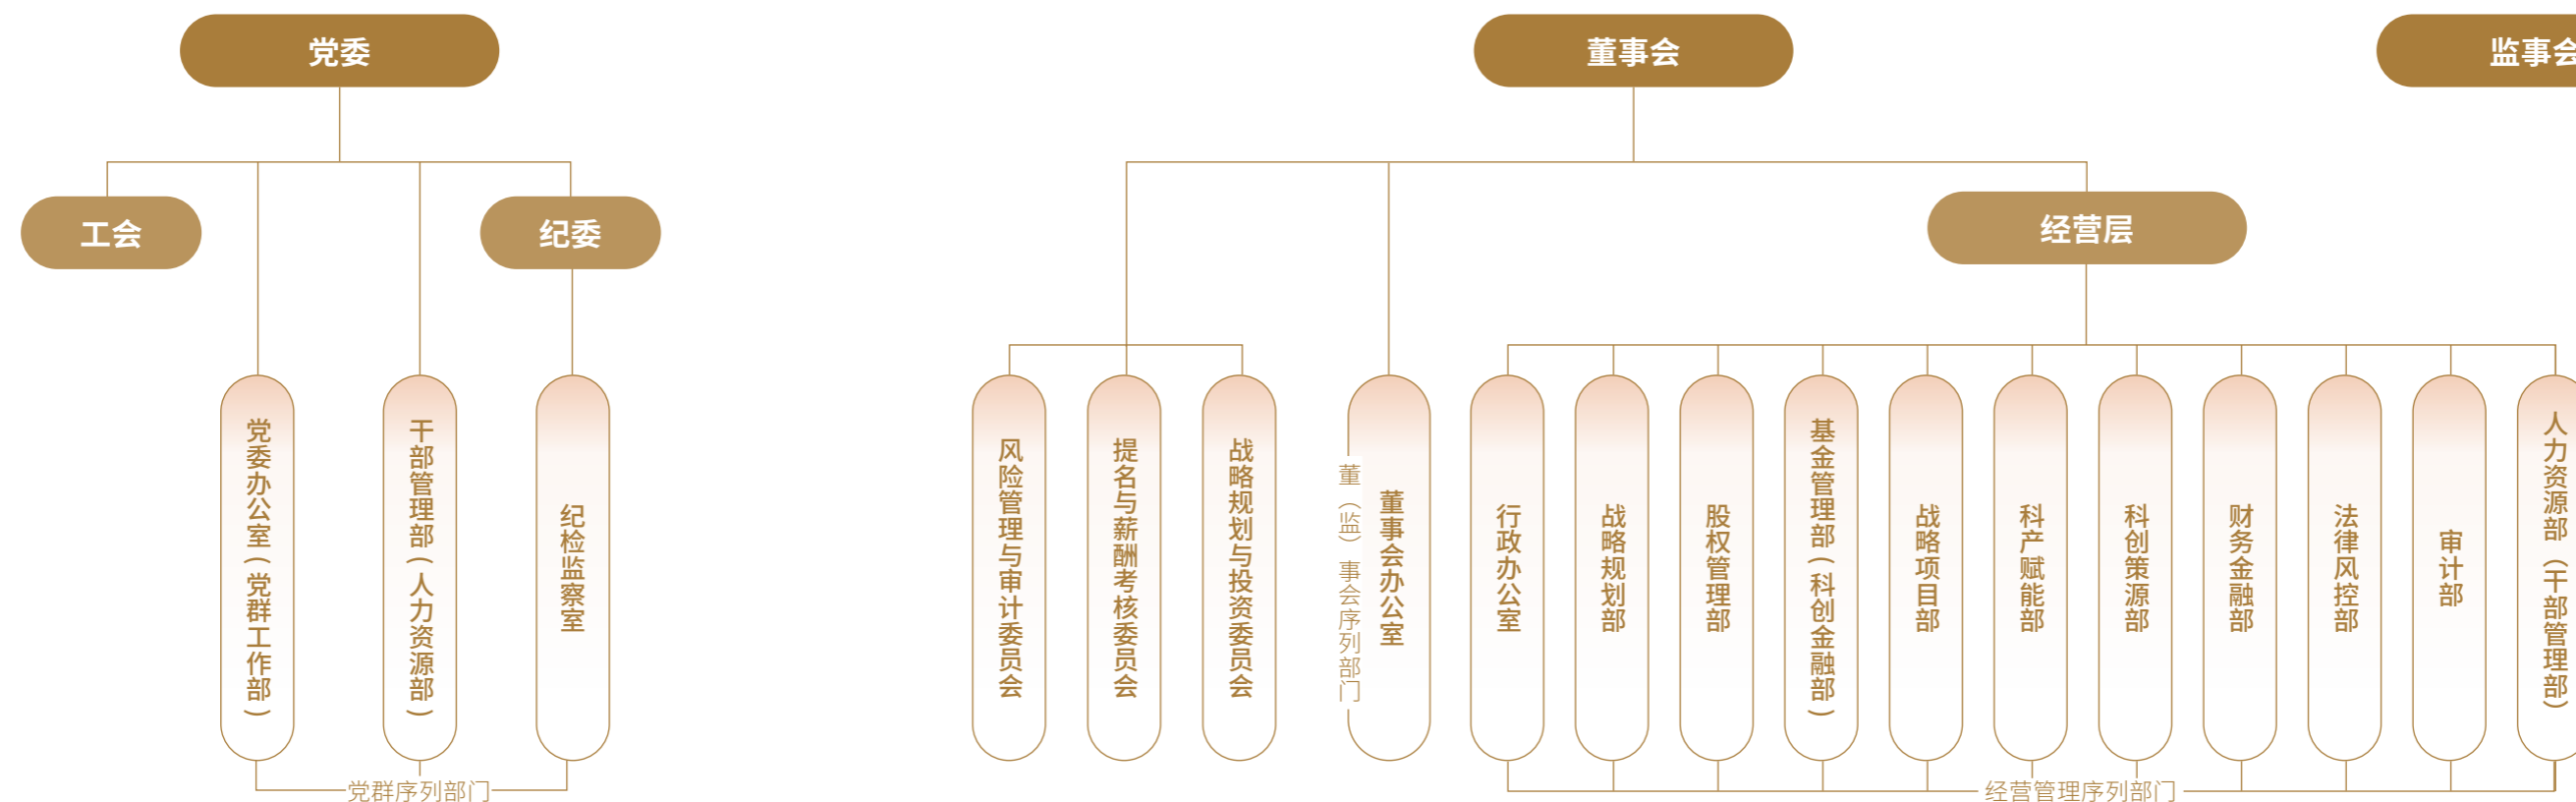 党委
董事会
监事会
工会
纪委
经营层
党委办公室(党群工作部)
干部管理部(人力资源部)
纪检监察室
风险管理与审计委员会
提名与薪酬考核委员会
战略规划与投资委员会
董(监)事会序列部门
董事会办公室
行政办公室
战略规划部
股权管理部
基金管理部(科创金融部)
战略项目部
科产赋能部
科创策源部
财务金融部
法律风控部
审计部
人力资源部(干部管理部)
党群序列部门
经营管理序列部门